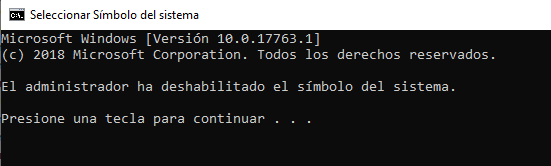 Seleccionar Símbolo del sistema
Microsoft Windows [Versión 10.0.17763.1]
(c) 2018 Microsoft Corporation. Todos los derechos reservados.
El administrador ha deshabilitado el símbolo del sistema.
Presione una tecla para continuar . . .